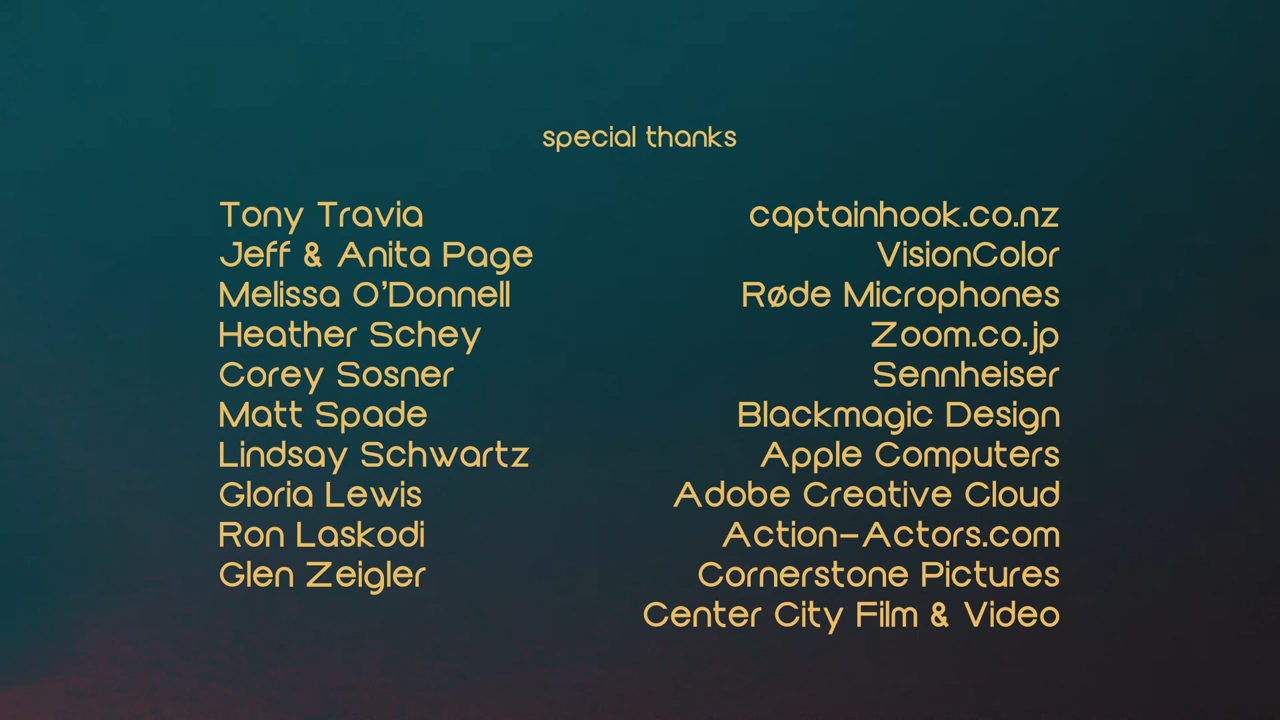 special thanks
Tony Travia
Jeff & Anita Page
Melissa O’Donnell
Heather Schey
Corey Sosner
Matt Spade
Lindsay Schwartz
Gloria Lewis
Ron Laskodi
Glen Zeigler
captainhook.co.nz
VisionColor
Røde Microphones
Zoom.co.jp
Sennheiser
Blackmagic Design
Apple Computers
Adobe Creative Cloud
Action-Actors.com
Cornerstone Pictures
Center City Film & Video